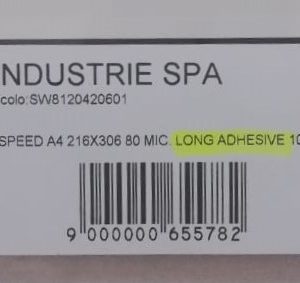 NDUSTRIE SPA
colo:SW8120420601
SPEED A4 216X306 80 MIC. LONG ADHESIVE 10
9 000000 655782